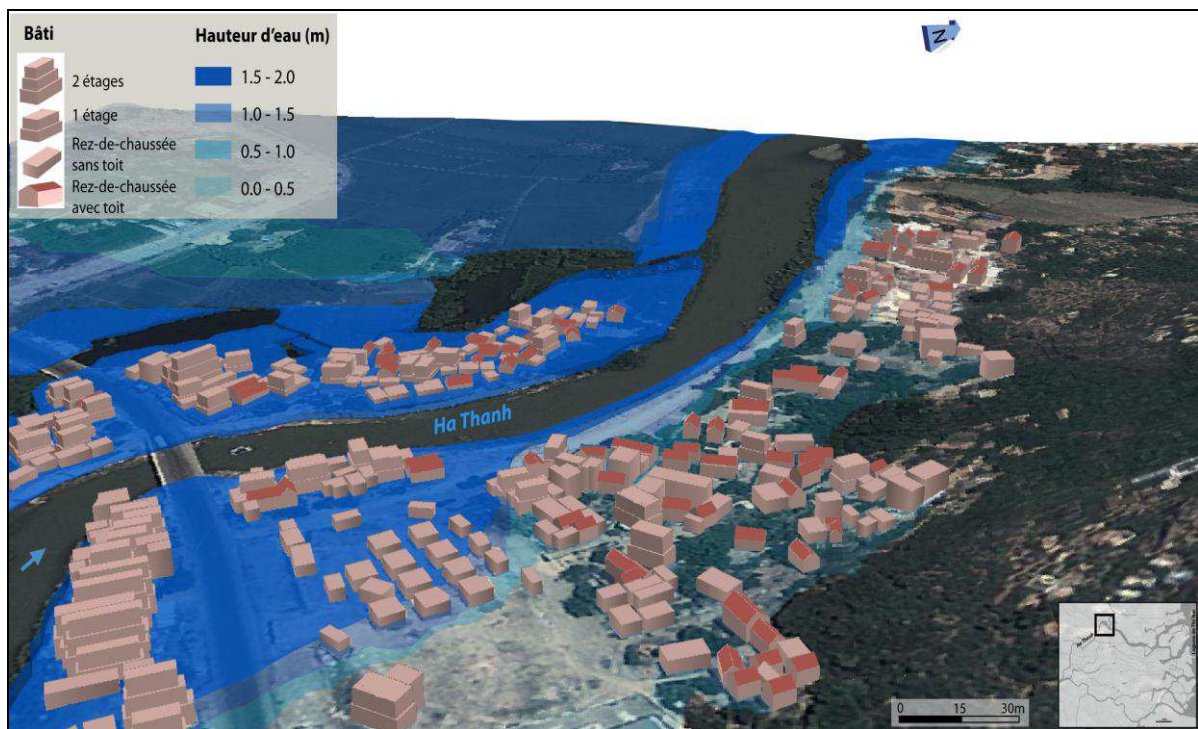 Bâti
2 étages
1 étage
Rez-de-chaussée
sans toit
Rez-de-chaussée
avec toit
Hauteur d'eau (m)
1.5 - 2.0
1.0 - 1.5
0.5 - 1.0
0.0 - 0.5
N
Ha Thanh
0 15 30m
Ha Thanh